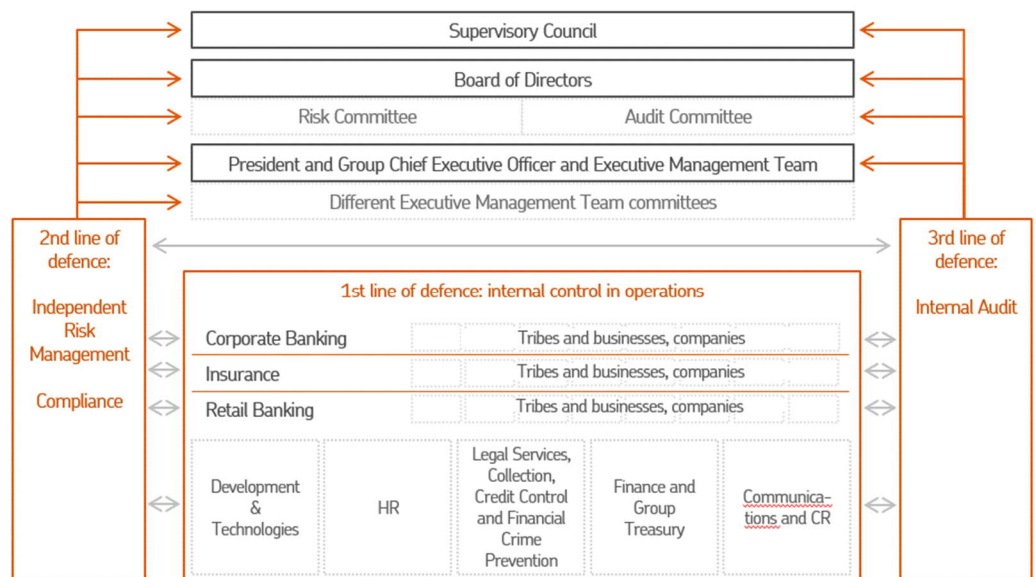 Supervisory Council
Board of Directors
Risk Committee
Audit Committee
President and Group Chief Executive Officer and Executive Management Team
Different Executive Management Team committees
2nd line of
defence:
Independent
Risk
Management
Compliance
3rd line of
defence:
Internal Audit
1st line of defence: internal control in operations
Corporate Banking
Tribes and businesses, companies
Insurance
Tribes and businesses, companies
Retail Banking
Tribes and businesses, companies
Development
&
Technologies
HR
Legal Services,
Collection,
Credit Control
and Financial
Crime
Prevention
Finance and
Group
Treasury
Communica-
tions and CR